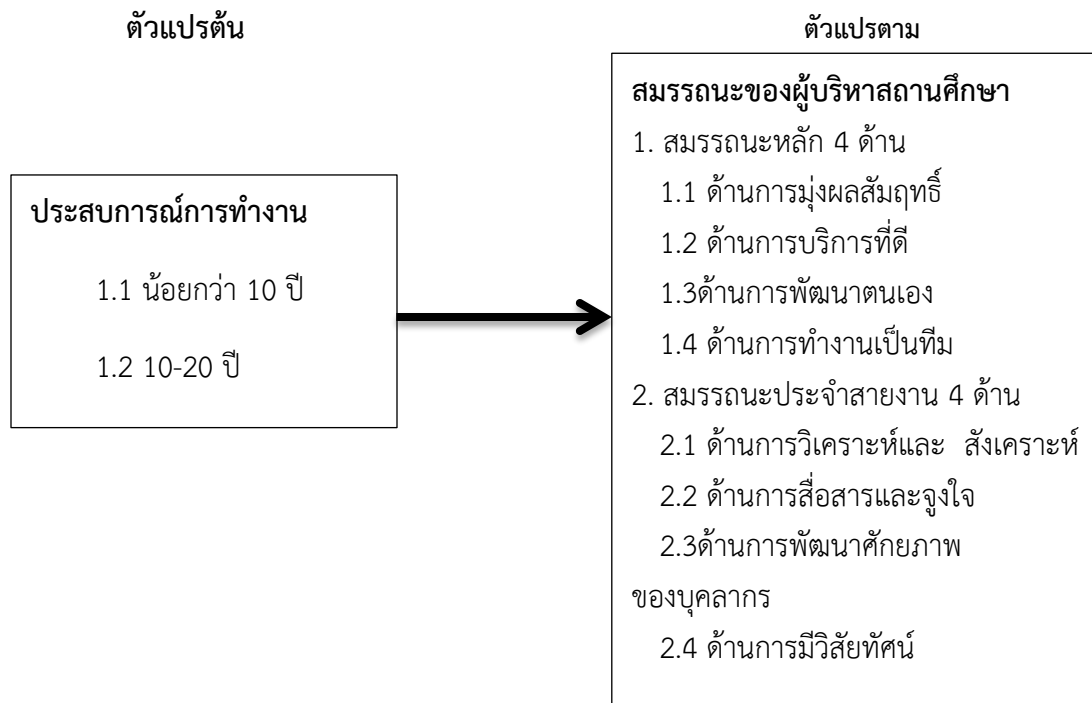 ตัวแปรต้น
ประสบการณ์การทำงาน
1.1 น้อยกว่า 10 ปี
1.2 10-20 ปี
ตัวแปรตาม
สมรรถนะของผู้บริหาสถานศึกษา
1. สมรรถนะหลัก 4 ด้าน
1.1 ด้านการมุ่งผลสัมฤทธิ์
1.2 ด้านการบริการที่ดี
1.3ด้านการพัฒนาตนเอง
1.4 ด้านการทำงานเป็นทีม
2. สมรรถนะประจำสายงาน 4 ด้าน
2.1 ด้านการวิเคราะห์และ สังเคราะห์
2.2 ด้านการสื่อสารและจูงใจ
2.3ด้านการพัฒนาศักยภาพ
ของบุคลากร
2.4 ด้านการมีวิสัยทัศน์